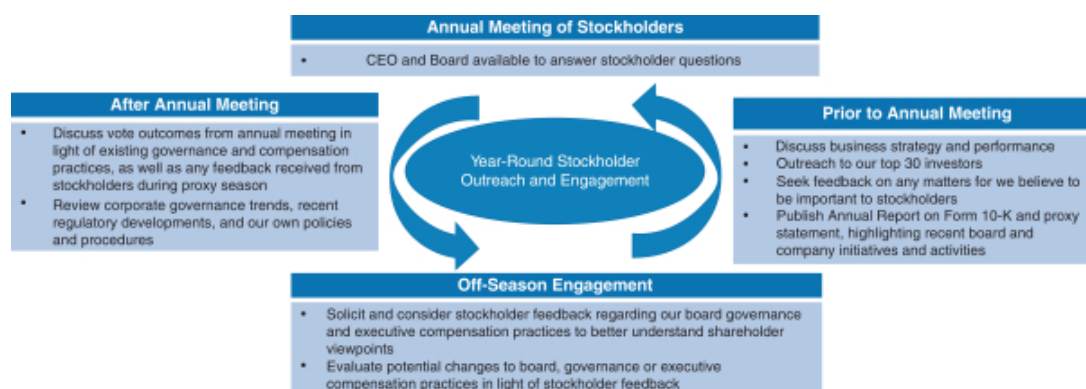 Annual Meeting of Stockholders
• CEO and Board available to answer stockholder questions
After Annual Meeting
• Discuss vote outcomes from annual meeting in
light of existing governance and compensation
practices, as well as any feedback received from
stockholders during proxy season
• Review corporate governance trends, recent
regulatory developments, and our own policies
and procedures
Year-Round Stockholder
Outreach and Engagement
Prior to Annual Meeting
• Discuss business strategy and performance
• Outreach to our top 30 investors
• Seek feedback on any matters for we believe to
be important to stockholders
• Publish Annual Report on Form 10-K and proxy
statement, highlighting recent board and
company initiatives and activities
Off-Season Engagement
• Solicit and consider stockholder feedback regarding our board governance
and executive compensation practices to better understand shareholder
viewpoints
• Evaluate potential changes to board, governance or executive
compensation practices in light of stockholder feedback